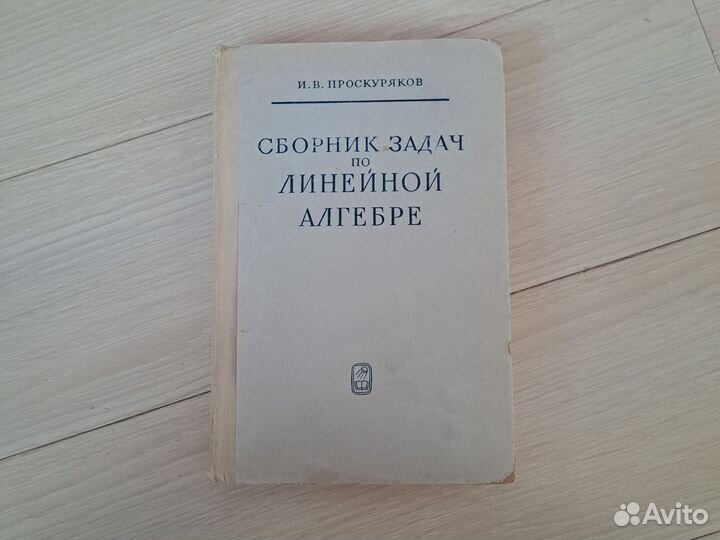 И. В. ПРОСКУРЯКОВ
СБОРНИК ЗАДАЧ
ПО
ЛИНЕЙНОЙ
АЛГЕБРЕ
Avito